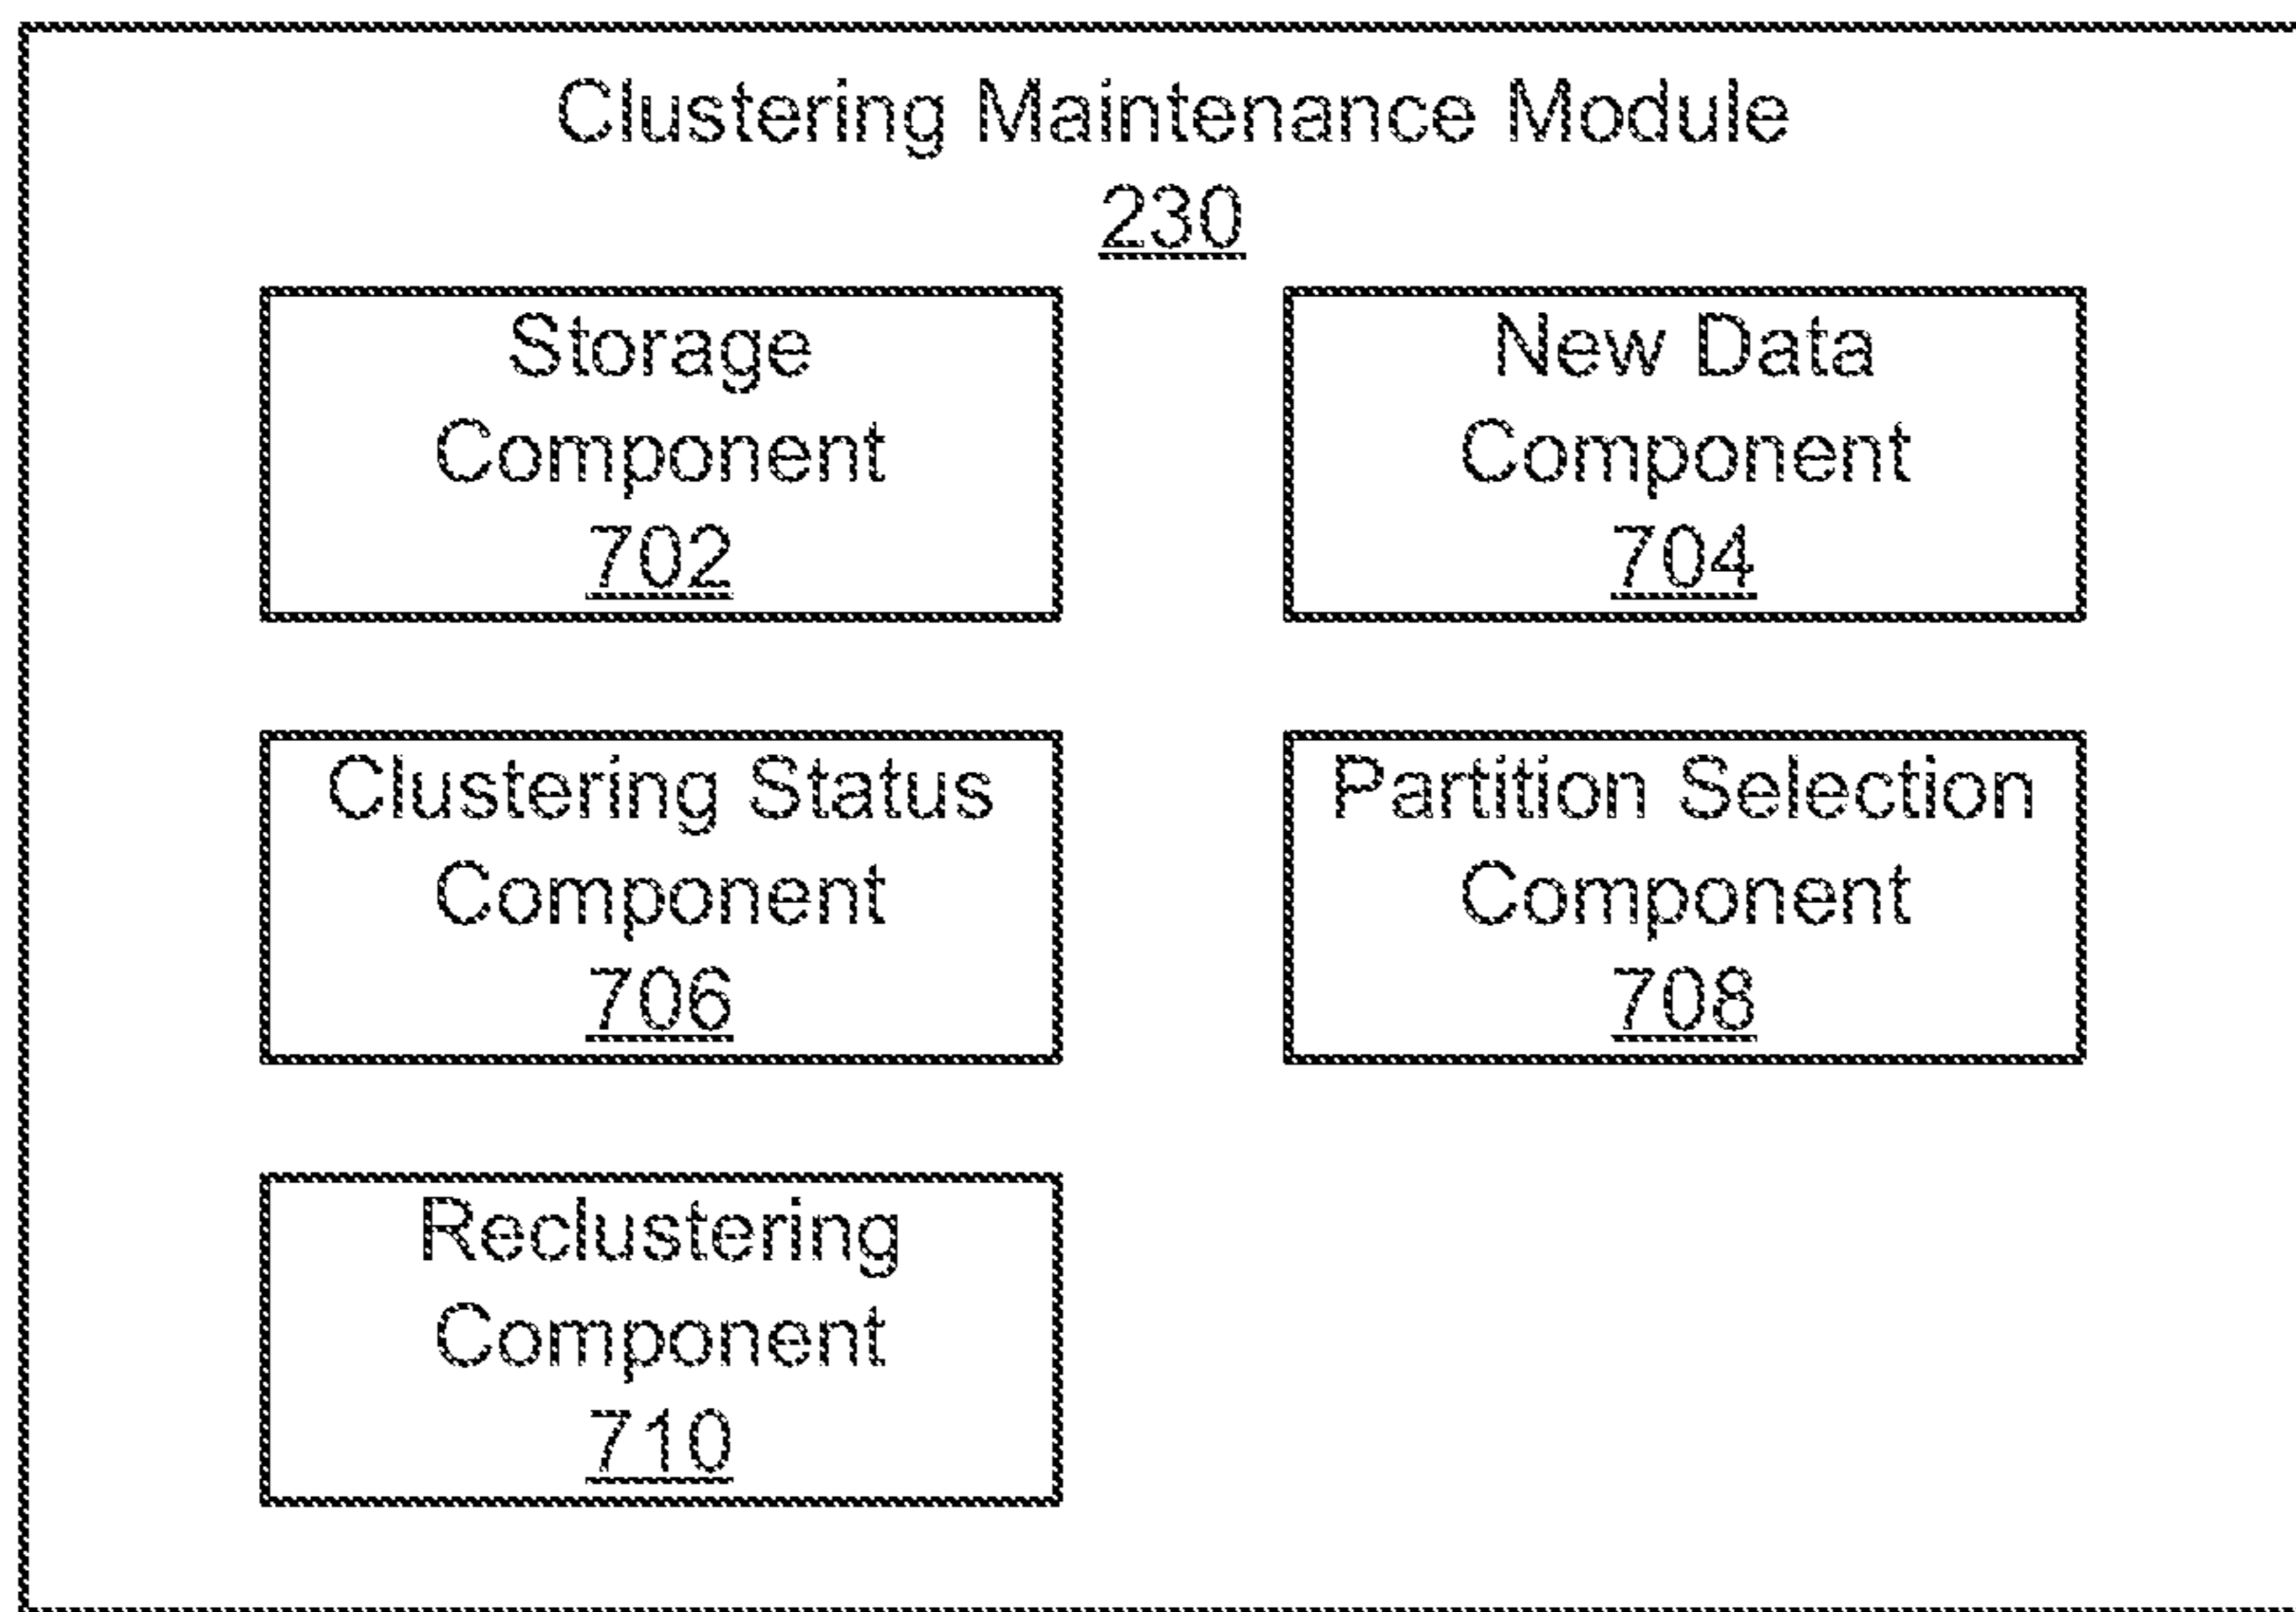 Clustering Maintenance Module
230
Storage
Component
702
New Data
Component
704
Clustering Status
Component
706
Partition Selection
Component
708
Reclustering
Component
710